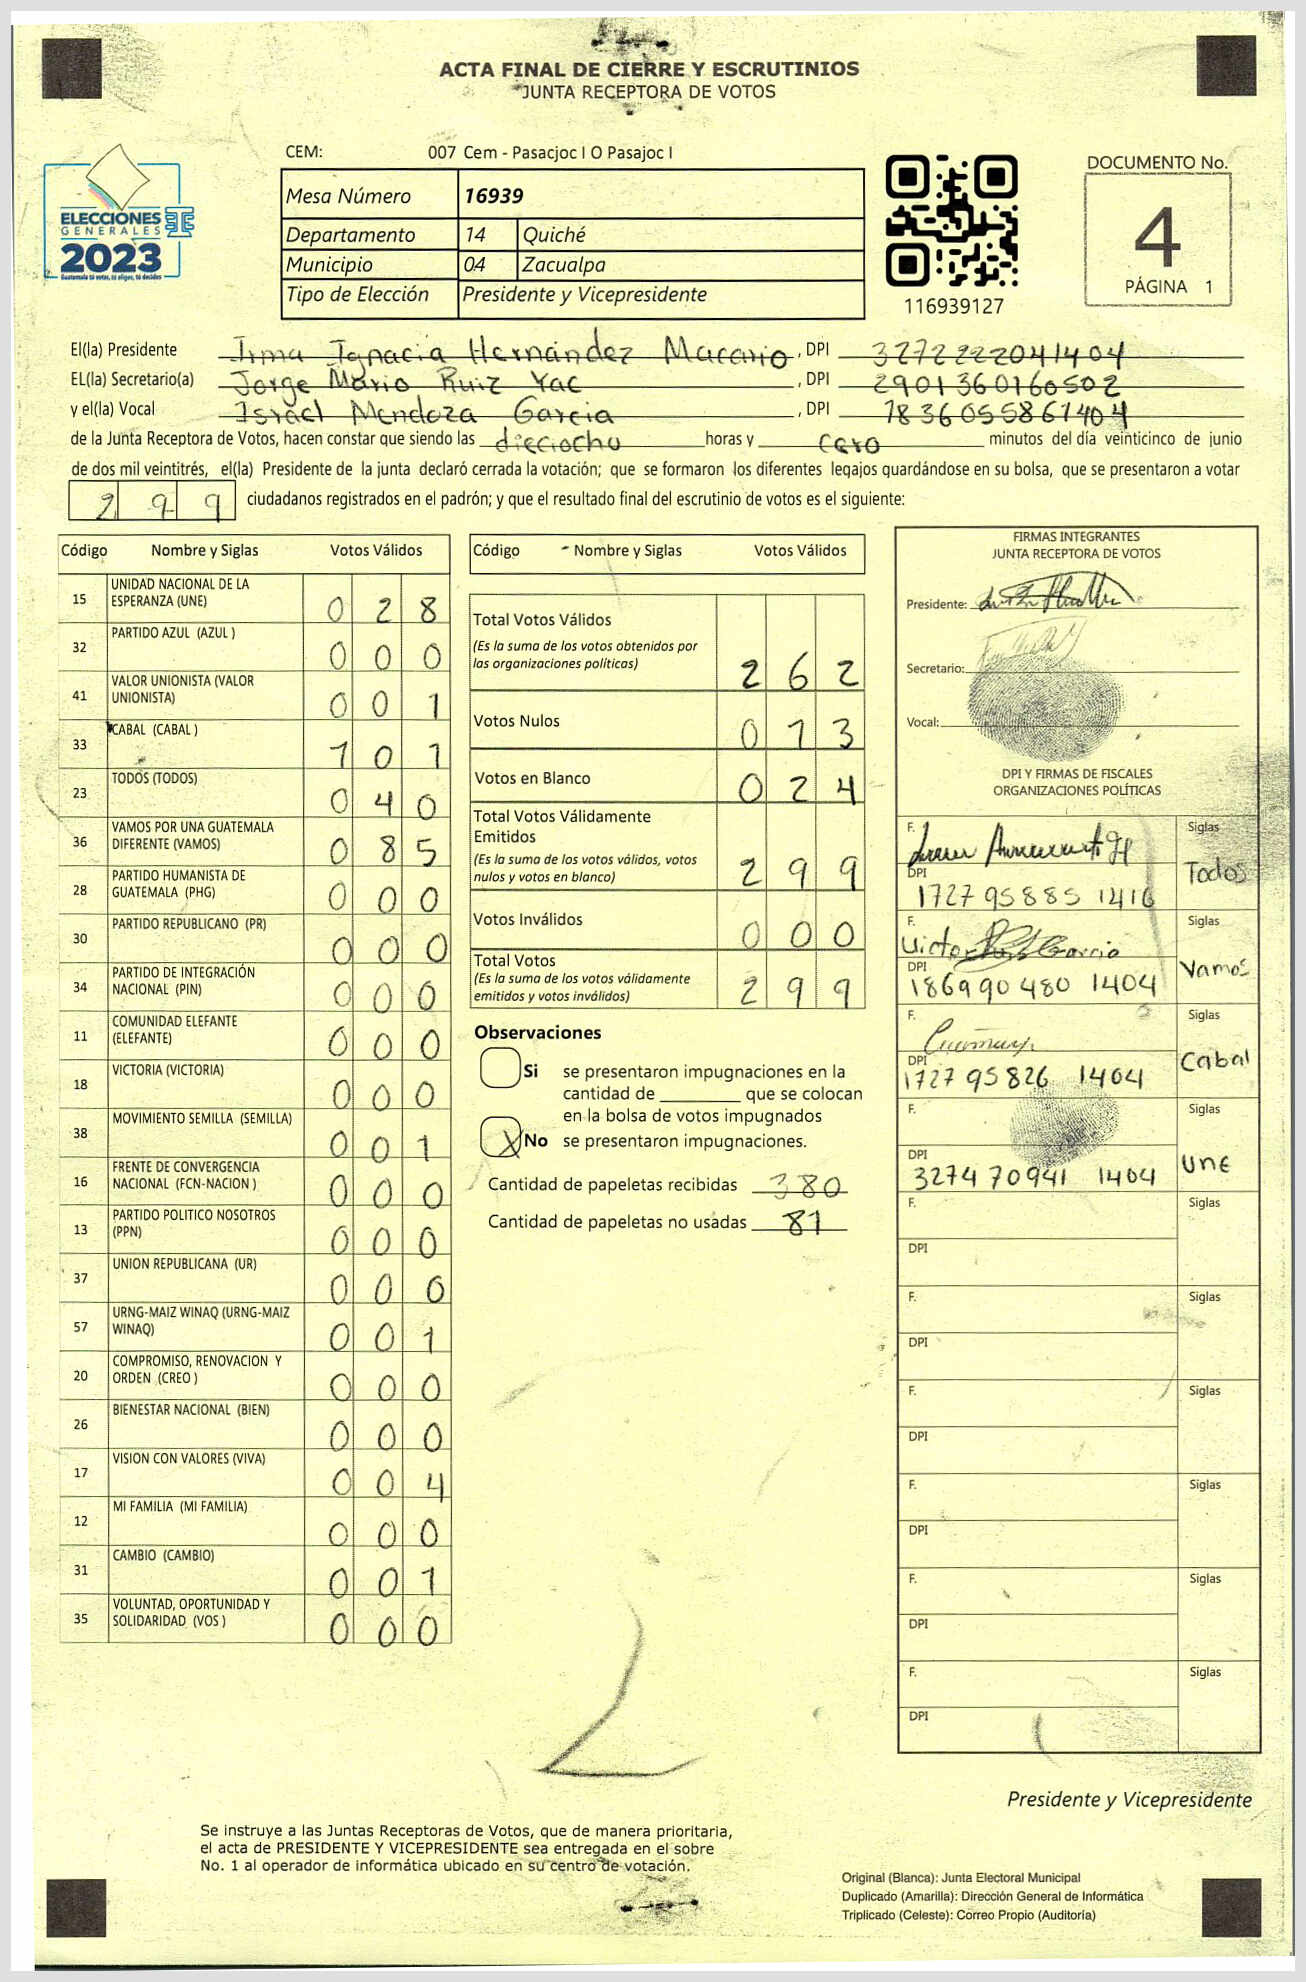 ACTA FINAL DE CIERRE Y ESCRUTINIOS
JUNTA RECEPTORA DE VOTOS
CEM: 007 Cem - Pasacjoc I O Pasajoc I
ELECCIONES
GENERALES
2023
Guatemala tú votas, tú eliges, tú decides
Mesa Número 16939
Departamento 14 Quiché
Municipio 04 Zacualpa
Tipo de Elección Presidente y Vicepresidente
116939127
DOCUMENTO No.
4
PÁGINA 1
El(la) Presidente Irma Ignacia Hernández Macario, DPI 3272222041404
EL(la) Secretario(a) Jorge Mario Ruiz Yac, DPI 2901360160502
y el(la) Vocal Israel Mendoza Garcia, DPI 1836055861404
de la Junta Receptora de Votos, hacen constar que siendo las dieciocho horas y cero minutos del día veinticinco de junio
de dos mil veintitrés, el(la) Presidente de la junta declaró cerrada la votación; que se formaron los diferentes legajos guardándose en su bolsa, que se presentaron a votar
299 ciudadanos registrados en el padrón; y que el resultado final del escrutinio de votos es el siguiente:
Código Nombre y Siglas Votos Válidos
15 UNIDAD NACIONAL DE LA ESPERANZA (UNE) 0 2 8
32 PARTIDO AZUL (AZUL ) 0 0 0
41 VALOR UNIONISTA (VALOR UNIONISTA) 0 0 1
33 CABAL (CABAL ) 1 0 1
23 TODOS (TODOS) 0 4 0
36 VAMOS POR UNA GUATEMALA DIFERENTE (VAMOS) 0 8 5
28 PARTIDO HUMANISTA DE GUATEMALA (PHG) 0 0 0
30 PARTIDO REPUBLICANO (PR) 0 0 0
34 PARTIDO DE INTEGRACIÓN NACIONAL (PIN) 0 0 0
11 COMUNIDAD ELEFANTE (ELEFANTE) 0 0 0
18 VICTORIA (VICTORIA) 0 0 0
38 MOVIMIENTO SEMILLA (SEMILLA) 0 0 1
16 FRENTE DE CONVERGENCIA NACIONAL (FCN-NACION ) 0 0 0
13 PARTIDO POLITICO NOSOTROS (PPN) 0 0 0
37 UNION REPUBLICANA (UR) 0 0 0
57 URNG-MAIZ WINAQ (URNG-MAIZ WINAQ) 0 0 1
20 COMPROMISO, RENOVACION Y ORDEN (CREO ) 0 0 0
26 BIENESTAR NACIONAL (BIEN) 0 0 0
17 VISION CON VALORES (VIVA) 0 0 4
12 MI FAMILIA (MI FAMILIA) 0 0 0
31 CAMBIO (CAMBIO) 0 0 1
35 VOLUNTAD, OPORTUNIDAD Y SOLIDARIDAD (VOS ) 0 0 0
Código Nombre y Siglas Votos Válidos
Total Votos Válidos
(Es la suma de los votos obtenidos por
las organizaciones políticas) 2 6 2
Votos Nulos 0 1 3
Votos en Blanco 0 2 4
Total Votos Válidamente
Emitidos
(Es la suma de los votos válidos, votos
nulos y votos en blanco) 2 9 9
Votos Inválidos 0 0 0
Total Votos
(Es la suma de los votos válidamente
emitidos y votos inválidos) 2 9 9
Observaciones
Si se presentaron impugnaciones en la
cantidad de ________ que se colocan
en la bolsa de votos impugnados
X No se presentaron impugnaciones.
Cantidad de papeletas recibidas 380
Cantidad de papeletas no usadas 81
FIRMAS INTEGRANTES
JUNTA RECEPTORA DE VOTOS
Presidente:
Secretario:
Vocal:
DPI Y FIRMAS DE FISCALES
ORGANIZACIONES POLÍTICAS
F. Siglas
Todos
DPI 1727 95885 1416
F. Victor Garcia Siglas
Vamos
DPI 186990480 1404
F. Siglas
Cabal
DPI 1727 95826 1404
F. Siglas
Une
DPI 3274 70941 1404
F. Siglas
DPI
F. Siglas
DPI
F. Siglas
DPI
F. Siglas
DPI
F. Siglas
DPI
F. Siglas
DPI
Presidente y Vicepresidente
Se instruye a las Juntas Receptoras de Votos, que de manera prioritaria,
el acta de PRESIDENTE Y VICEPRESIDENTE sea entregada en el sobre
No. 1 al operador de informática ubicado en su centro de votación.
Original (Blanca): Junta Electoral Municipal
Duplicado (Amarilla): Dirección General de Informática
Triplicado (Celeste): Correo Propio (Auditoría)